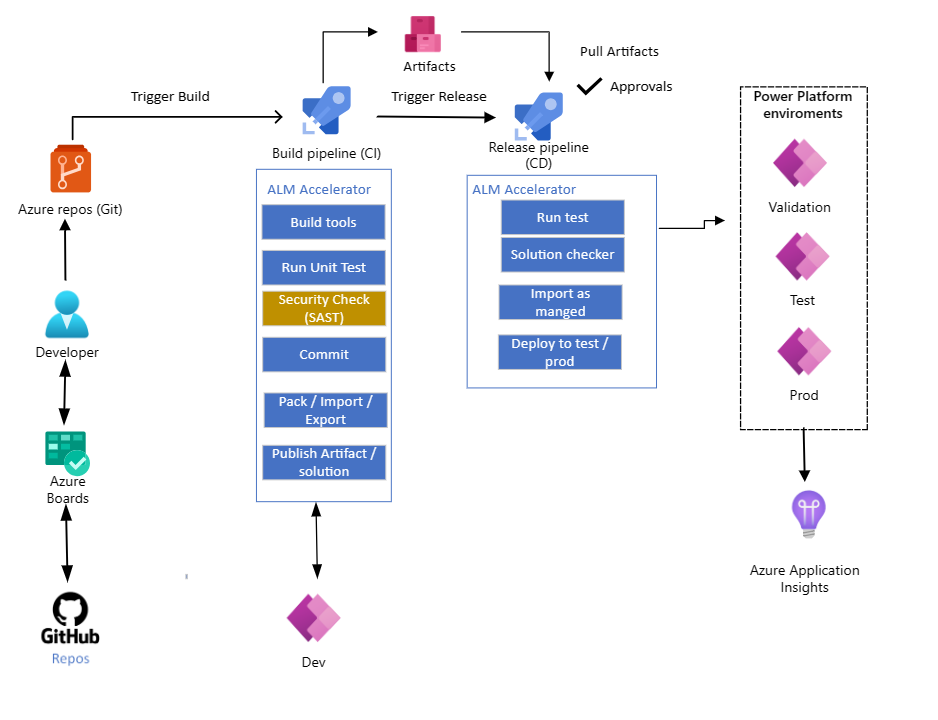 Artifacts
Pull Artifacts
Approvals
Trigger Build
Trigger Release
Build pipeline (CI)
Release pipeline
(CD)
Power Platform
enviroments
Validation
Test
Prod
Azure repos (Git)
Developer
Azure
Boards
GitHub
Repos
ALM Accelerator
Build tools
Run Unit Test
Security Check
(SAST)
Commit
Pack / Import /
Export
Publish Artifact /
solution
Dev
ALM Accelerator
Run test
Solution checker
Import as
manged
Deploy to test /
prod
Azure Application
Insights